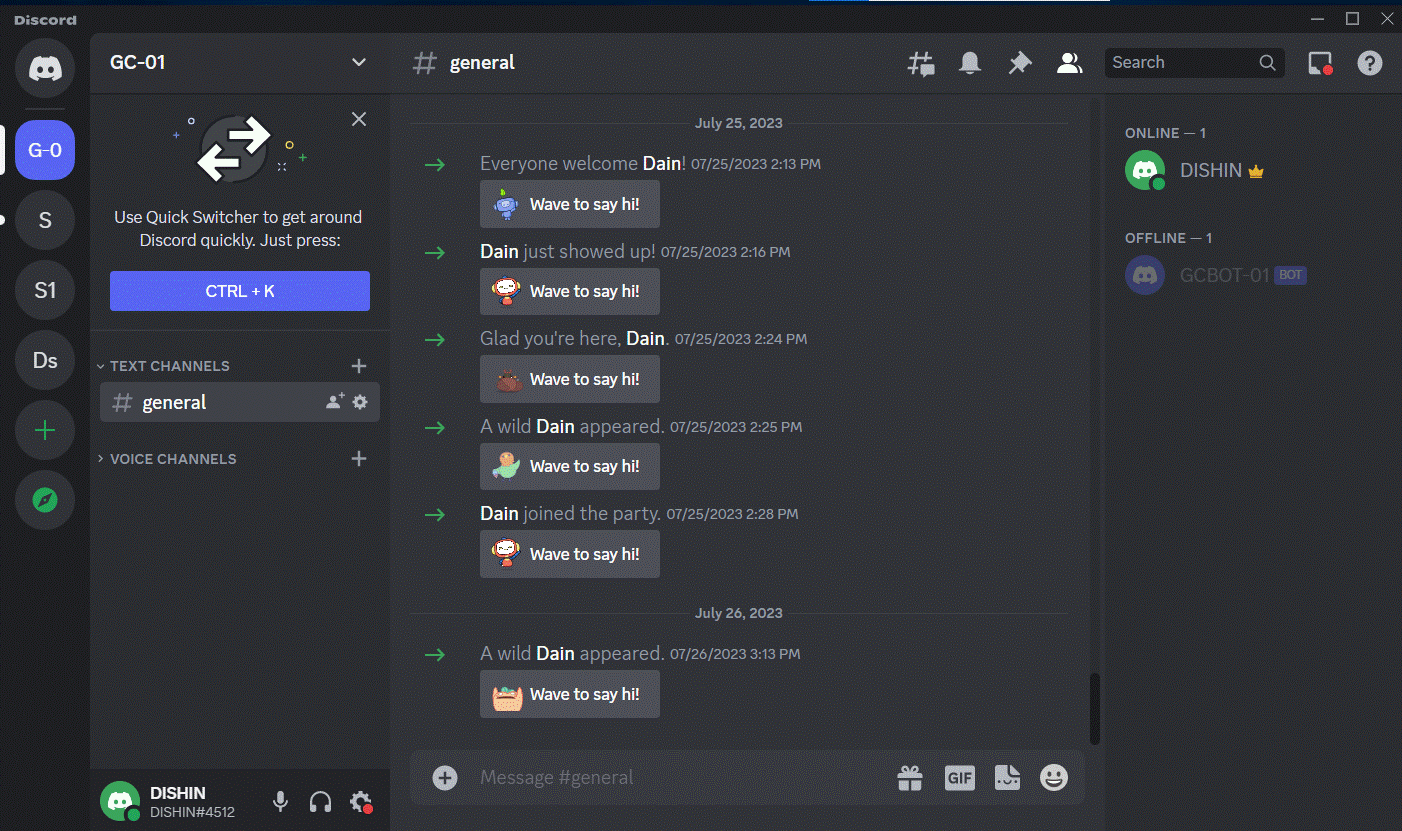 Discord
GC-01
general
Search
G-0
S
S1
Ds
Use Quick Switcher to get around
Discord quickly. Just press:
CTRL + K
TEXT CHANNELS
general
VOICE CHANNELS
DISHIN
DISHIN#4512
July 25, 2023
Everyone welcome Dain! 07/25/2023 2:13 PM
Wave to say hi!
Dain just showed up! 07/25/2023 2:16 PM
Wave to say hi!
Glad you're here, Dain. 07/25/2023 2:24 PM
Wave to say hi!
A wild Dain appeared. 07/25/2023 2:25 PM
Wave to say hi!
Dain joined the party. 07/25/2023 2:28 PM
Wave to say hi!
July 26, 2023
A wild Dain appeared. 07/26/2023 3:13 PM
Wave to say hi!
Message #general
GIF
ONLINE — 1
DISHIN
OFFLINE — 1
GCBOT-01 BOT